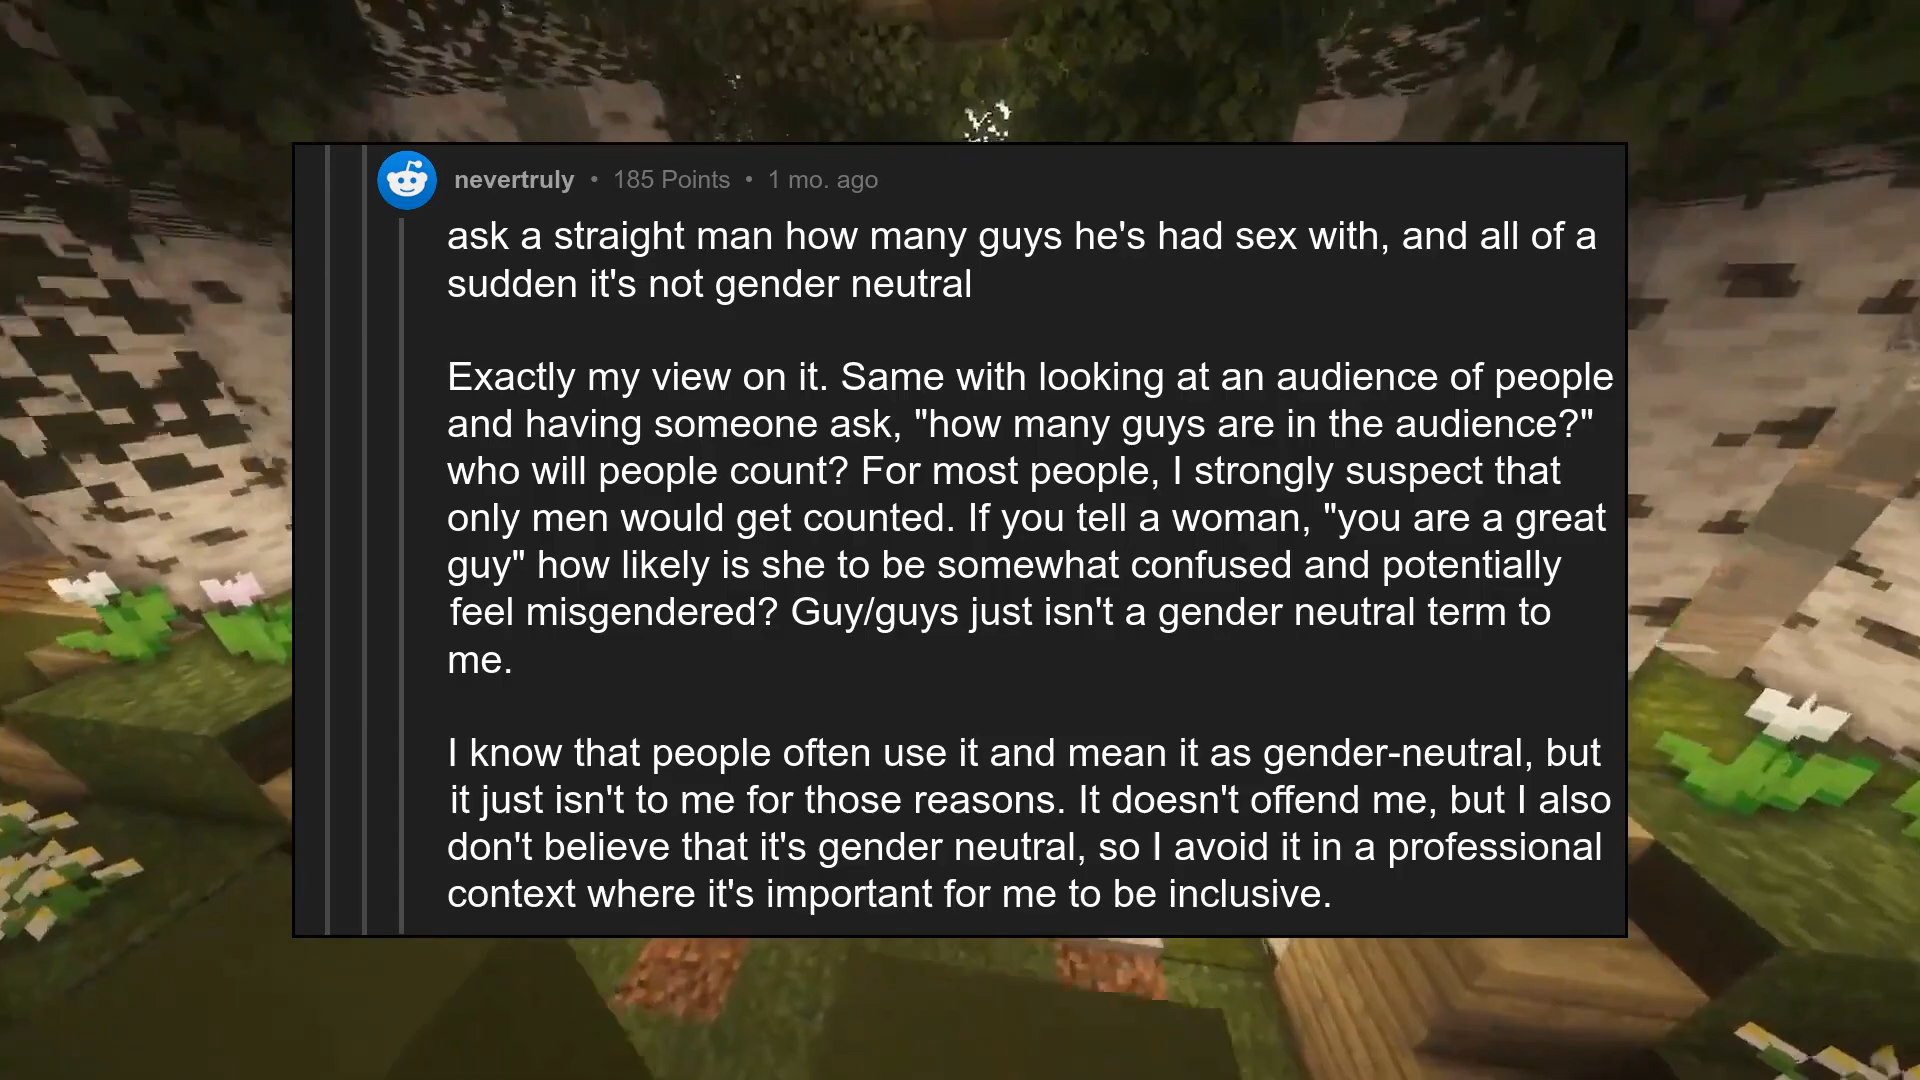 nevertruly • 185 Points • 1 mo. ago
ask a straight man how many guys he's had sex with, and all of a
sudden it's not gender neutral
Exactly my view on it. Same with looking at an audience of people
and having someone ask, "how many guys are in the audience?"
who will people count? For most people, I strongly suspect that
only men would get counted. If you tell a woman, "you are a great
guy" how likely is she to be somewhat confused and potentially
feel misgendered? Guy/guys just isn't a gender neutral term to
me.
I know that people often use it and mean it as gender-neutral, but
it just isn't to me for those reasons. It doesn't offend me, but I also
don't believe that it's gender neutral, so I avoid it in a professional
context where it's important for me to be inclusive.